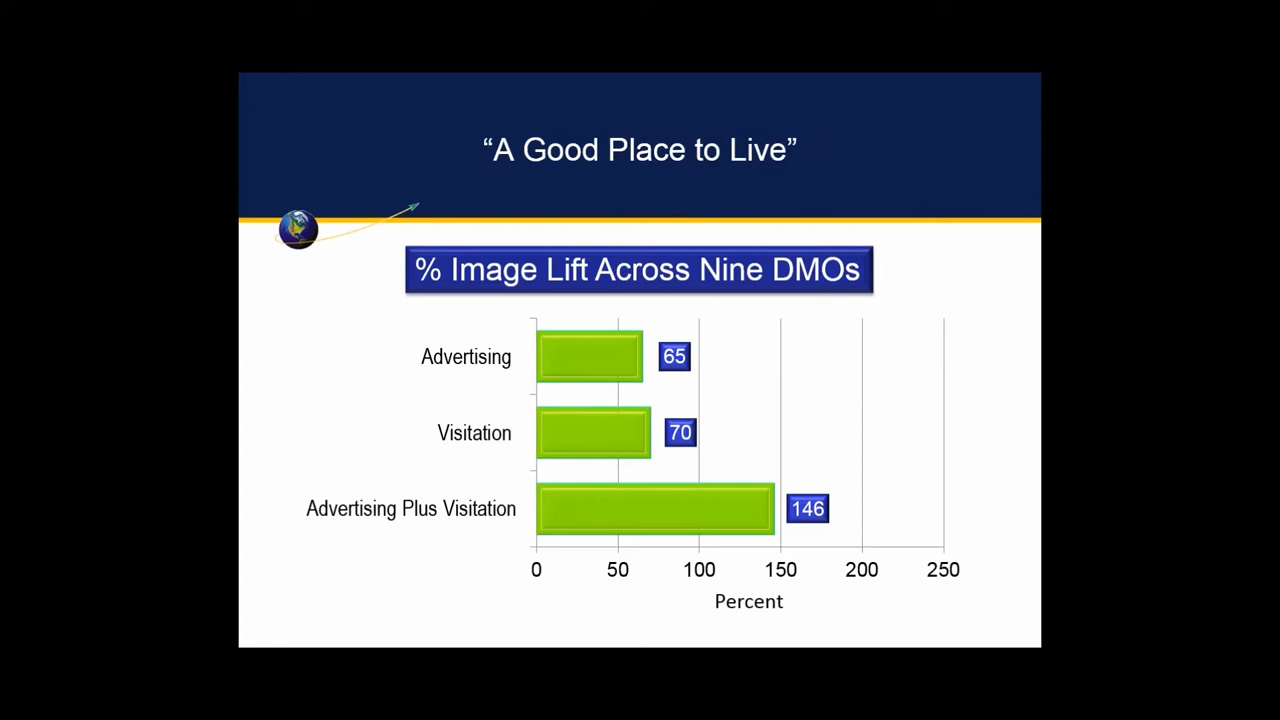 “A Good Place to Live”
% Image Lift Across Nine DMOs
Advertising
65
Visitation
70
Advertising Plus Visitation
146
0 50 100 150 200 250
Percent